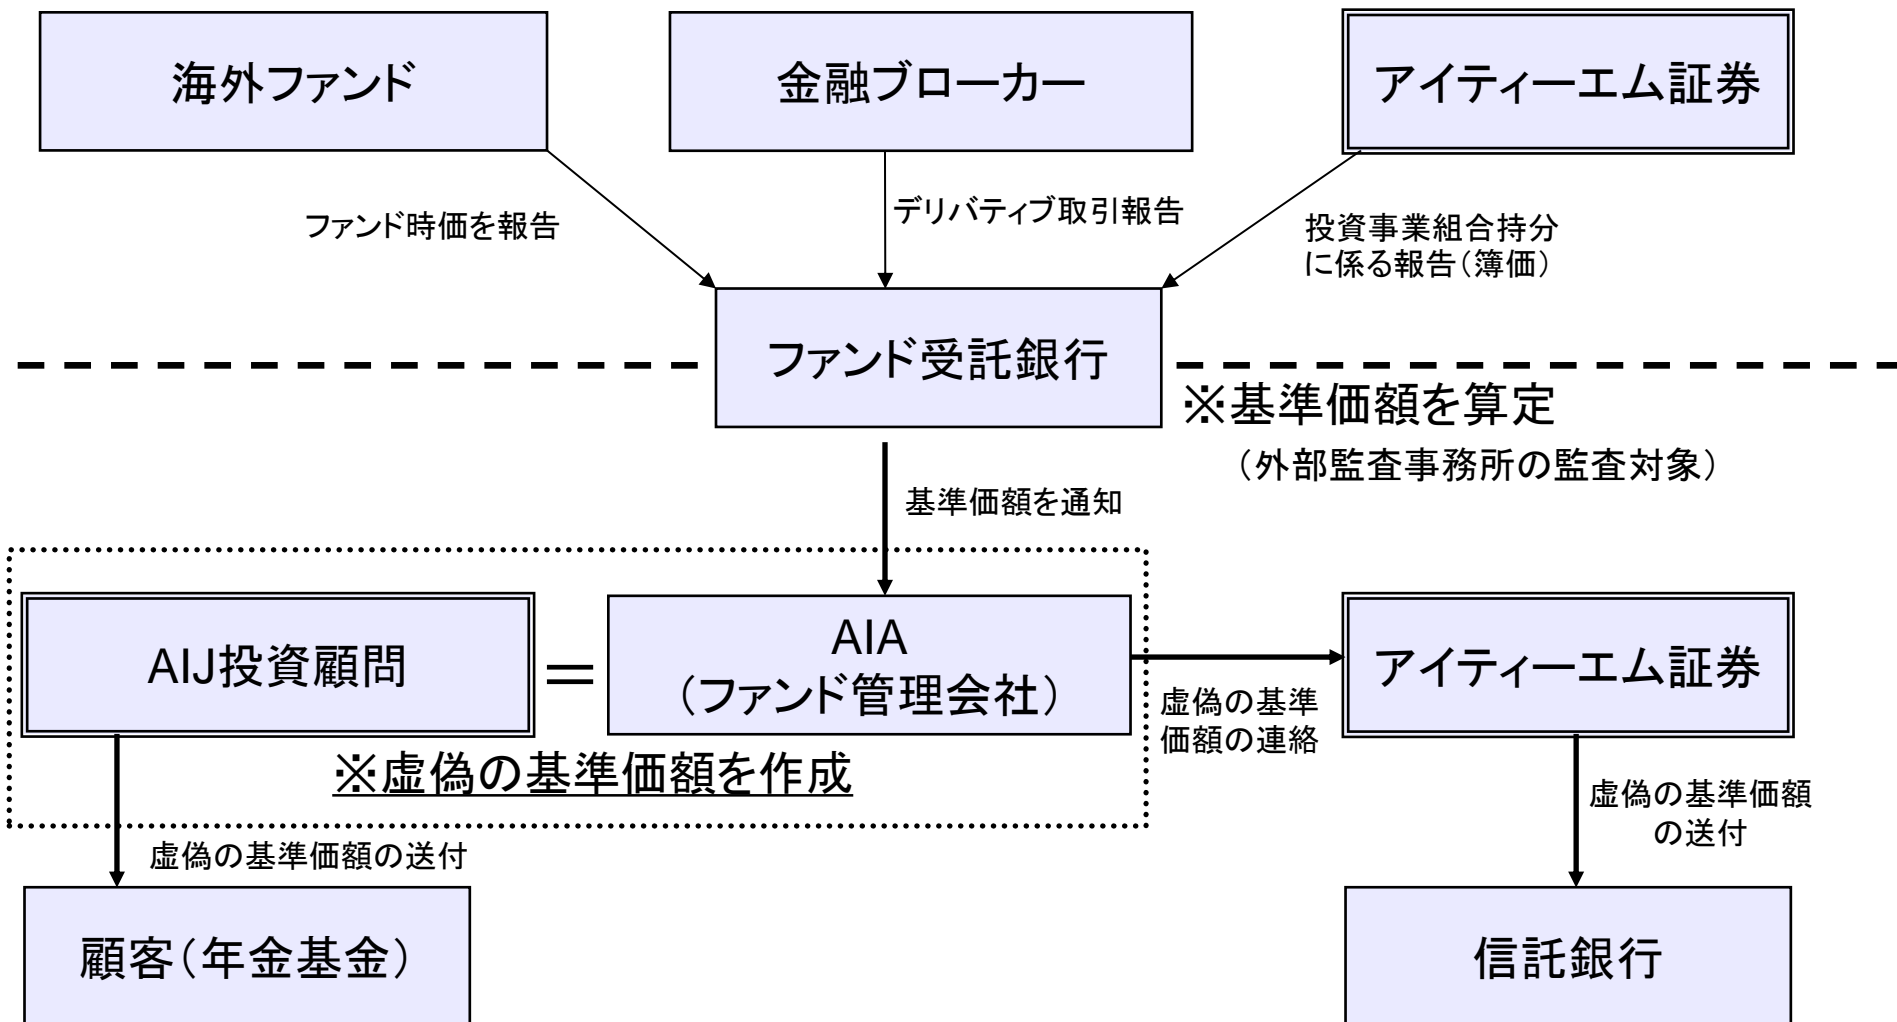 海外ファンド
金融ブローカー
アイティーエム証券
ファンド時価を報告
デリバティブ取引報告
投資事業組合持分
に係る報告（簿価）
ファンド受託銀行
※基準価額を算定
（外部監査事務所の監査対象）
基準価額を通知
AIJ投資顧問
＝
AIA
（ファンド管理会社）
虚偽の基準
価額の連絡
アイティーエム証券
※虚偽の基準価額を作成
虚偽の基準価額の送付
虚偽の基準価額
の送付
顧客（年金基金）
信託銀行